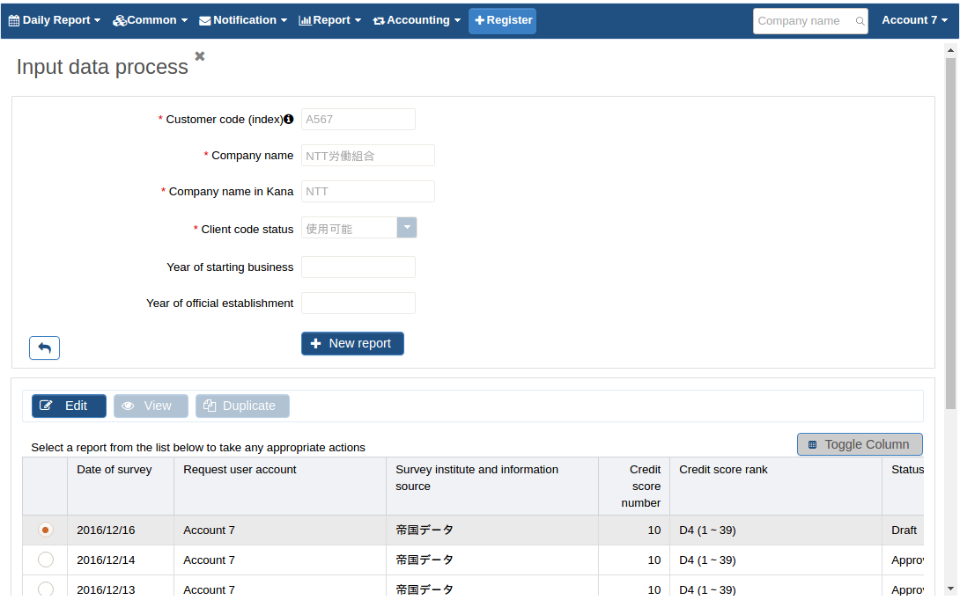 Daily Report Common Notification Report Accounting Register Company name Account 7
Input data process
* Customer code (index) A567
* Company name NTT労働組合
* Company name in Kana NTT
* Client code status 使用可能
Year of starting business
Year of official establishment
New report
Edit View Duplicate
Select a report from the list below to take any appropriate actions Toggle Column
Date of survey Request user account Survey institute and information source Credit score number Credit score rank Status
2016/12/16 Account 7 帝国データ 10 D4 (1 ~ 39) Draft
2016/12/14 Account 7 帝国データ 10 D4 (1 ~ 39) Approv
2016/12/13 Account 7 帝国データ 10 D4 (1 ~ 39) Approv